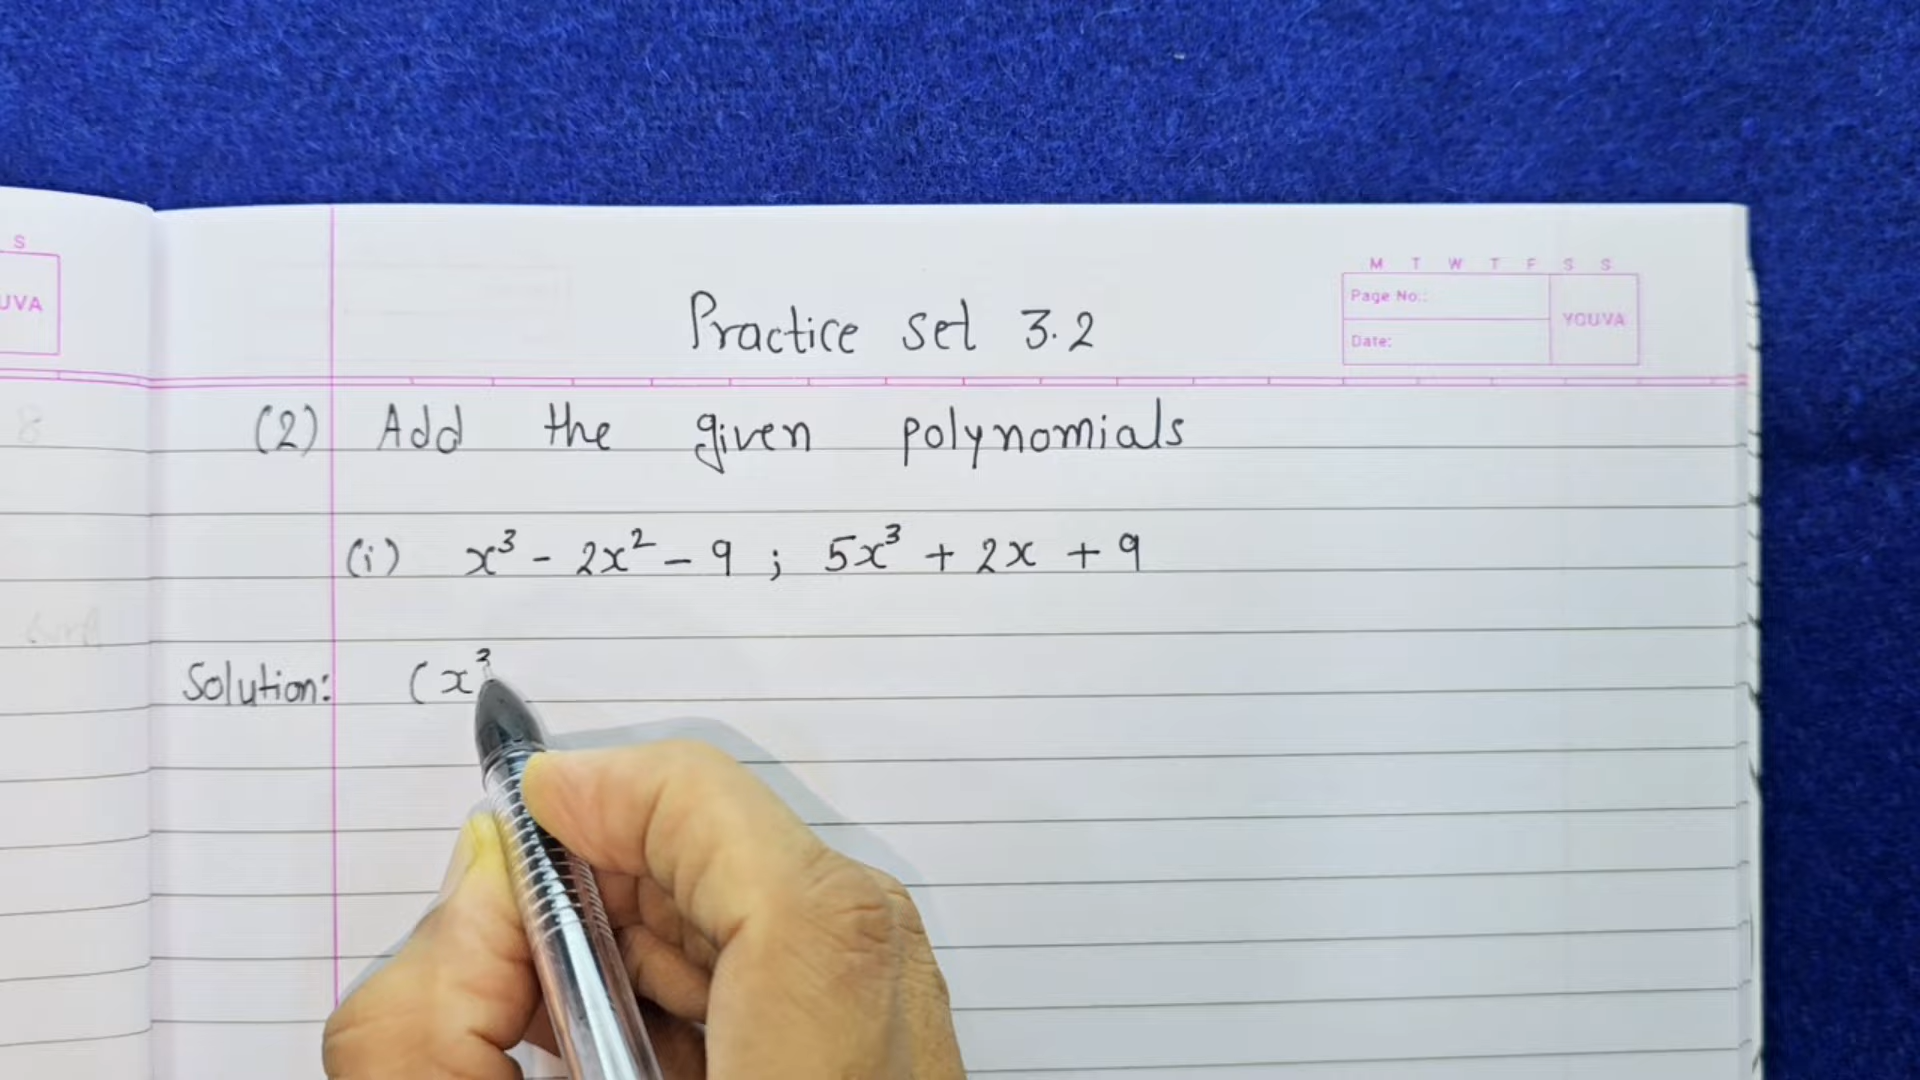 S
UVA
M T W T F S S
Page No.:
YOUVA
Date:
Practice set 3.2
(2) Add the given polynomials
(i) x³ - 2x² - 9 ; 5x³ + 2x + 9
Solution: (x³